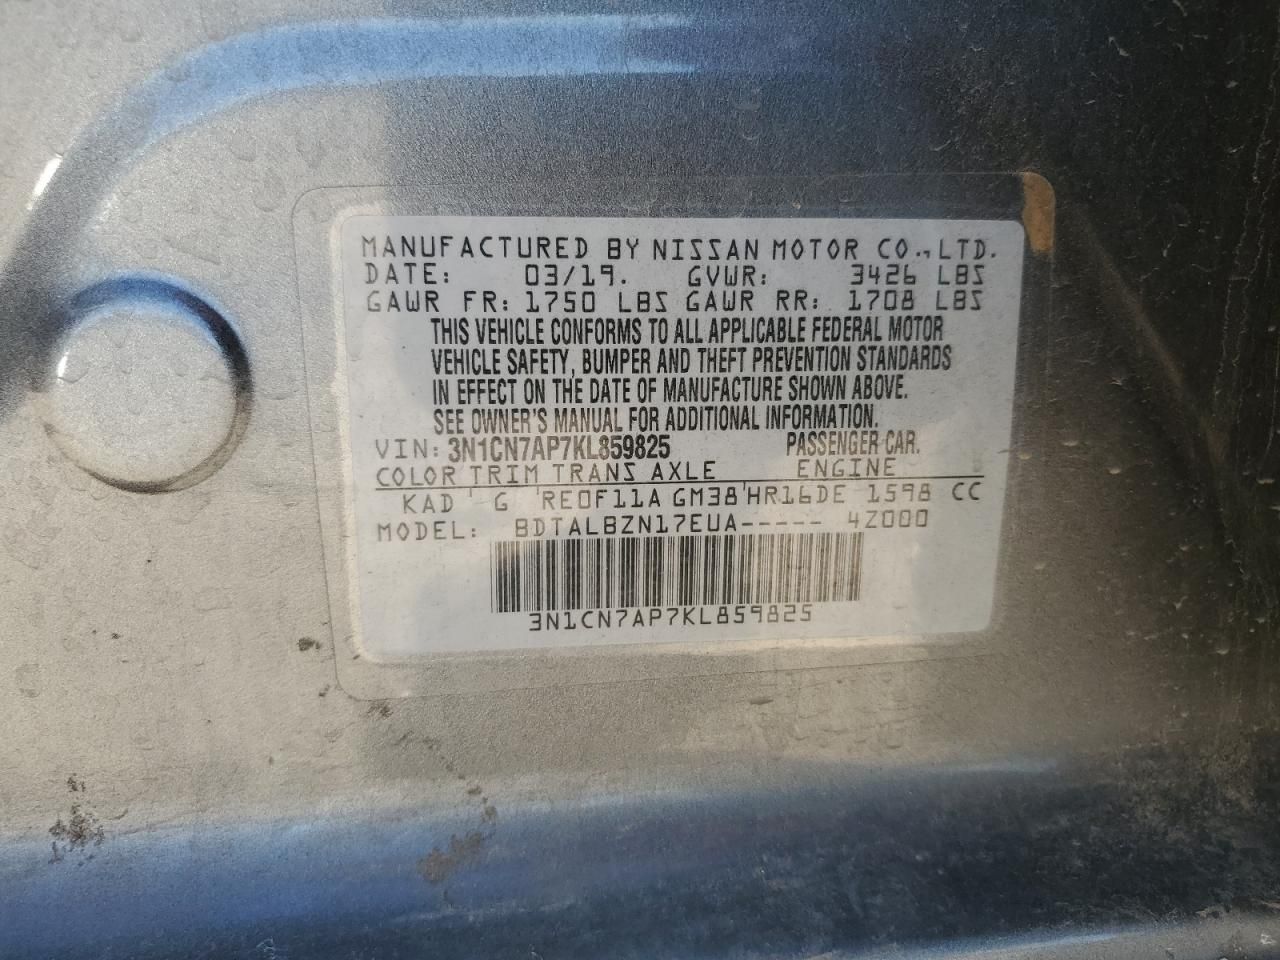 MANUFACTURED BY NISSAN MOTOR CO., LTD.
DATE: 03/19. GVWR: 3426 LBS
GAWR FR: 1750 LBS GAWR RR: 1708 LBS
THIS VEHICLE CONFORMS TO ALL APPLICABLE FEDERAL MOTOR
VEHICLE SAFETY, BUMPER AND THEFT PREVENTION STANDARDS
IN EFFECT ON THE DATE OF MANUFACTURE SHOWN ABOVE.
SEE OWNER'S MANUAL FOR ADDITIONAL INFORMATION.
VIN: 3N1CN7AP7KL859825 PASSENGER CAR.
COLOR TRIM TRANS AXLE ENGINE
KAD ' G 'RE0F11A GM38'HR16DE 1598 CC
MODEL: BDTALBZN17EUA----- 4Z000
3N1CN7AP7KL859825